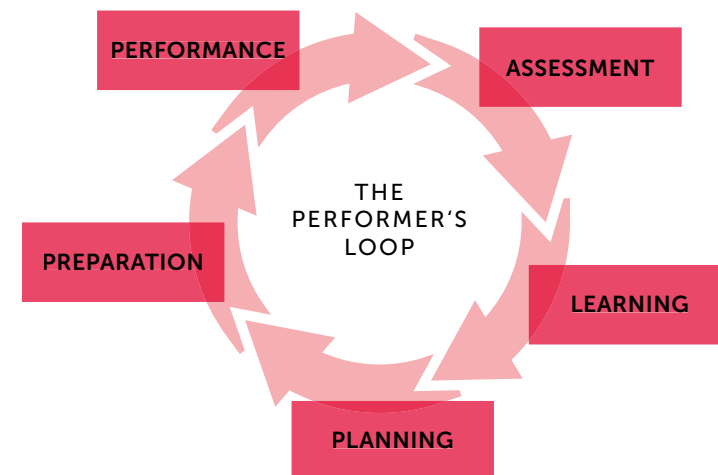 PERFORMANCE
ASSESSMENT
THE
PERFORMER‘S
LOOP
PREPARATION
LEARNING
PLANNING